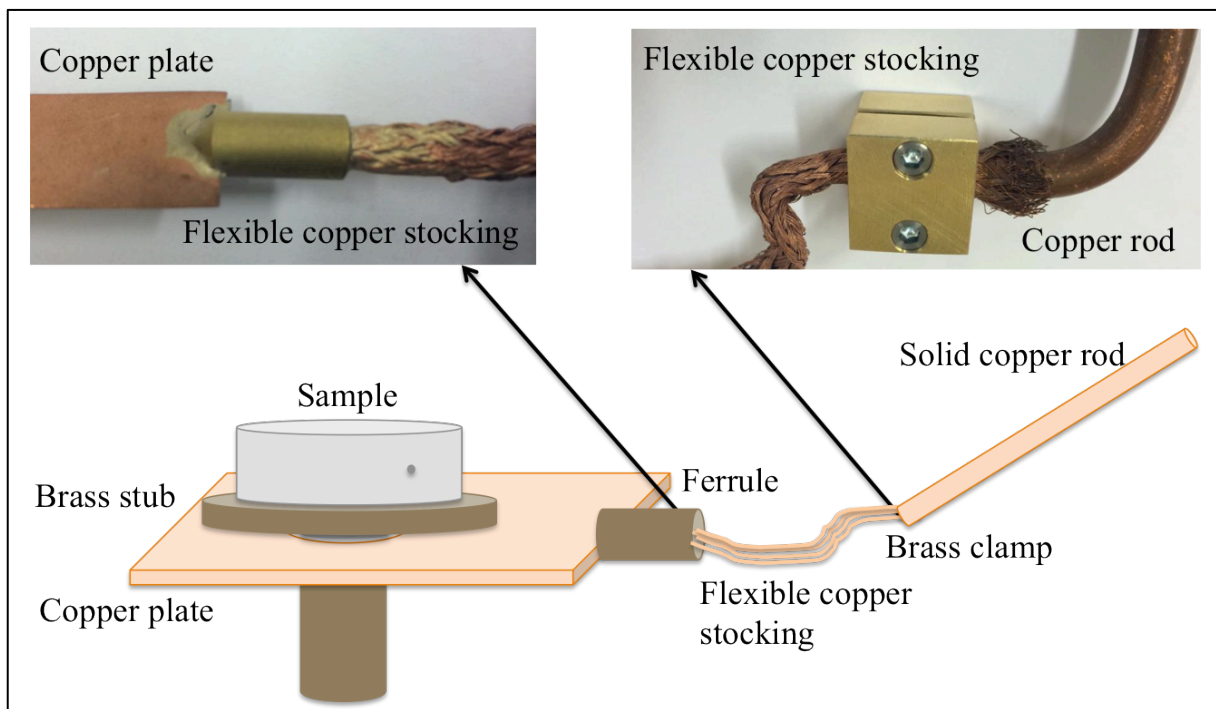 Copper plate
Flexible copper stocking
Flexible copper stocking
Copper rod
Solid copper rod
Sample
Brass stub
Ferrule
Brass clamp
Copper plate
Flexible copper
stocking